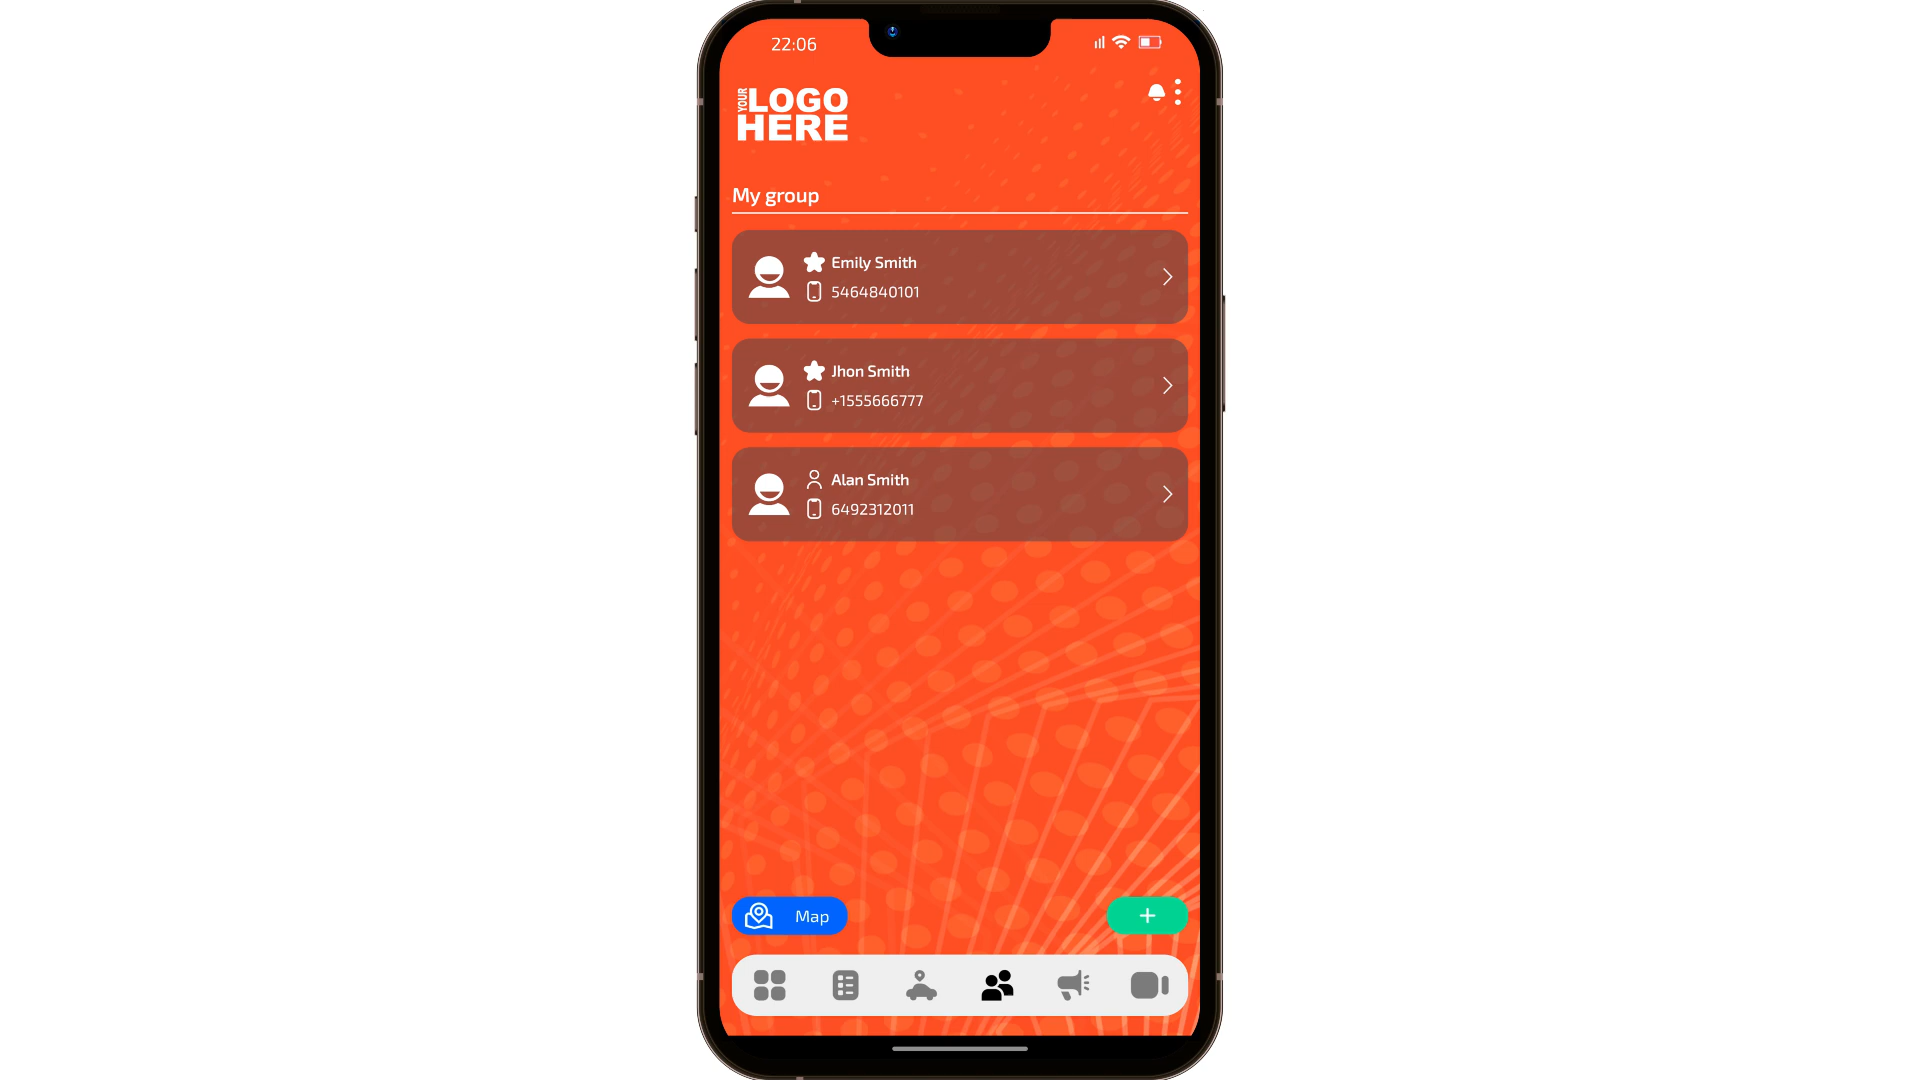 22:06
YOUR LOGO
HERE
My group
Emily Smith
5464840101
Jhon Smith
+1555666777
Alan Smith
6492312011
Map
+